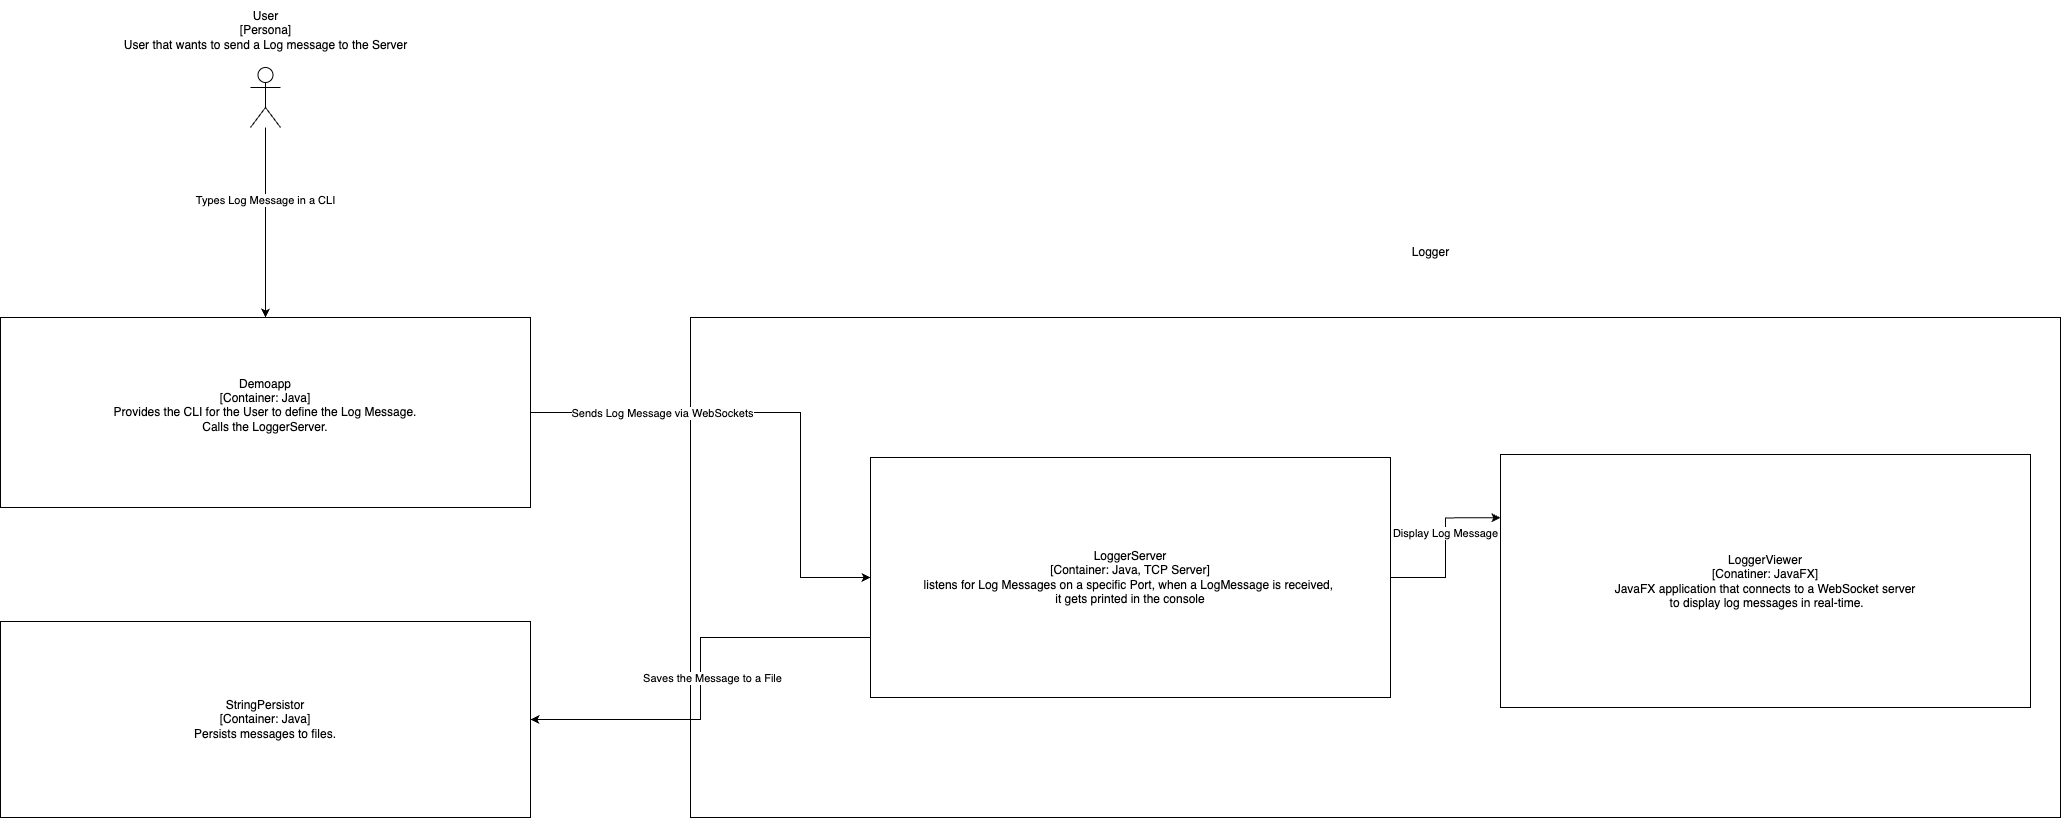 User
[Persona]
User that wants to send a Log message to the Server
Types Log Message in a CLI
Logger
Demoapp
[Container: Java]
Provides the CLI for the User to define the Log Message.
Calls the LoggerServer.
Sends Log Message via WebSockets
LoggerServer
[Container: Java, TCP Server]
listens for Log Messages on a specific Port, when a LogMessage is received,
it gets printed in the console
Display Log Message
LoggerViewer
[Conatiner: JavaFX]
JavaFX application that connects to a WebSocket server
to display log messages in real-time.
Saves the Message to a File
StringPersistor
[Container: Java]
Persists messages to files.